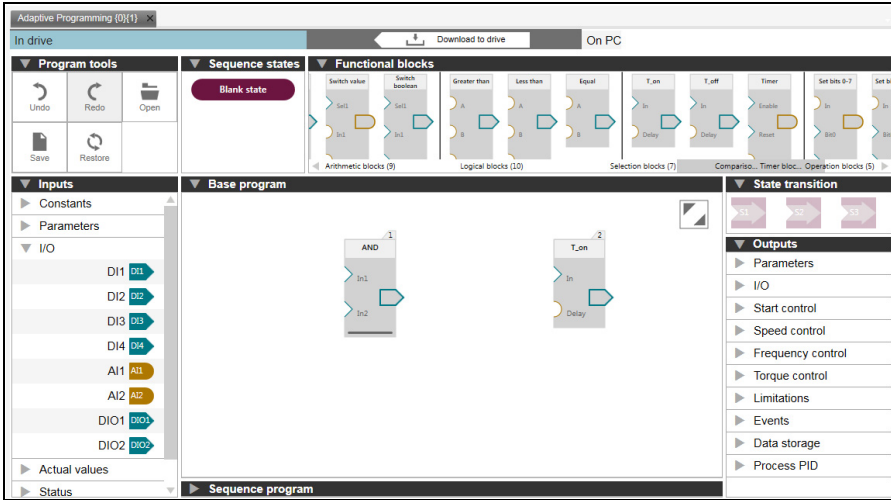 Adaptive Programming {0}{1} ×
In drive
Download to drive
On PC
Program tools
Undo
Redo
Open
Save
Restore
Sequence states
Blank state
Functional blocks
Switch value
Sel1
In1
Switch boolean
Sel1
In1
Greater than
A
B
Less than
A
B
Equal
A
B
T_on
In
Delay
T_off
In
Delay
Timer
Enable
Reset
Set bits 0-7
In
Bit0
Set bi
In
Bit
Arithmetic blocks (9)
Logical blocks (10)
Selection blocks (7)
Compariso...
Timer bloc...
Operation blocks (5)
Inputs
Constants
Parameters
I/O
DI1 DI1
DI2 DI2
DI3 DI3
DI4 DI4
AI1 AI1
AI2 AI2
DIO1 DIO1
DIO2 DIO2
Actual values
Status
Base program
1
AND
In1
In2
2
T_on
In
Delay
Sequence program
State transition
S1
S2
S3
Outputs
Parameters
I/O
Start control
Speed control
Frequency control
Torque control
Limitations
Events
Data storage
Process PID